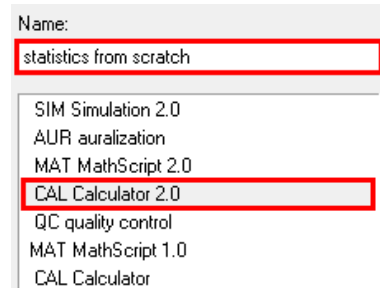 Name:
statistics from scratch
SIM Simulation 2.0
AUR auralization
MAT MathScript 2.0
CAL Calculator 2.0
QC quality control
MAT MathScript 1.0
CAL Calculator